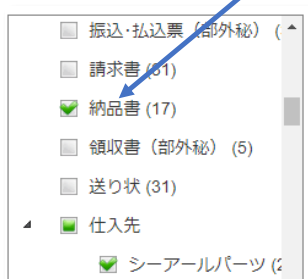 振込・払込票（部外秘） (
請求書 (31)
納品書 (17)
領収書（部外秘） (5)
送り状 (31)
仕入先
シーアールパーツ (2